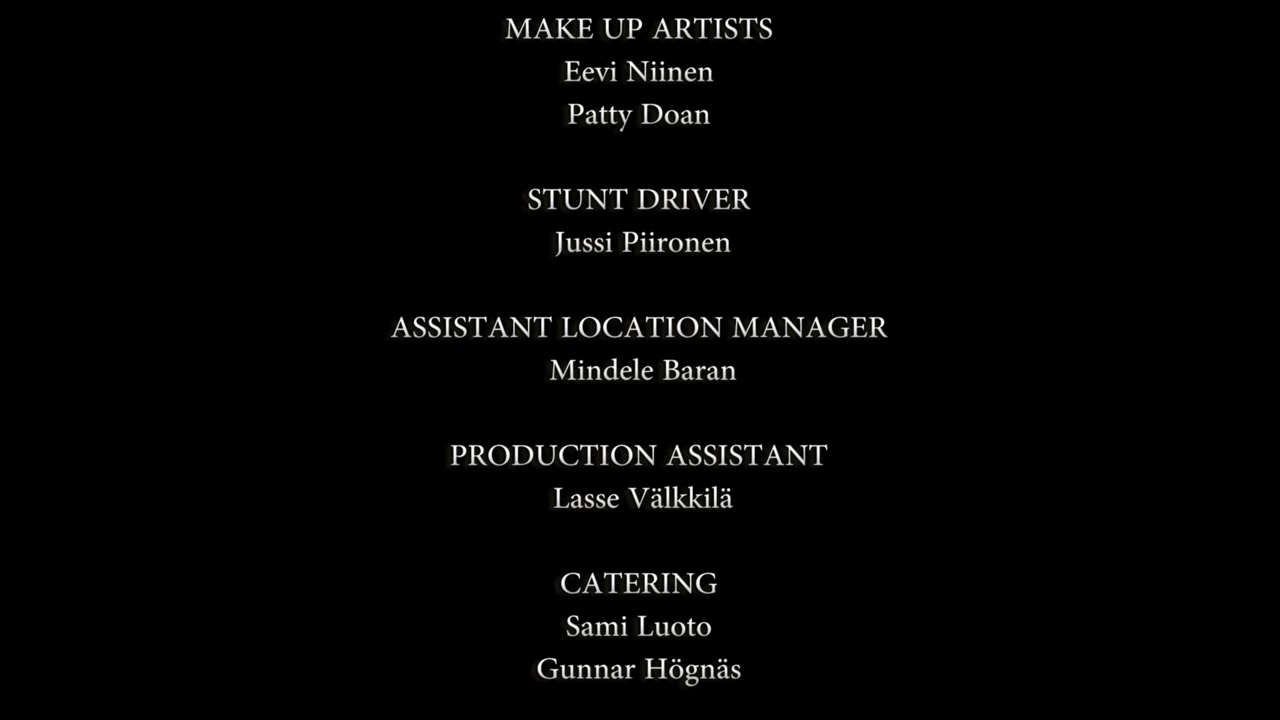 MAKE UP ARTISTS
Eevi Niinen
Patty Doan
STUNT DRIVER
Jussi Piironen
ASSISTANT LOCATION MANAGER
Mindele Baran
PRODUCTION ASSISTANT
Lasse Välkkilä
CATERING
Sami Luoto
Gunnar Högnäs